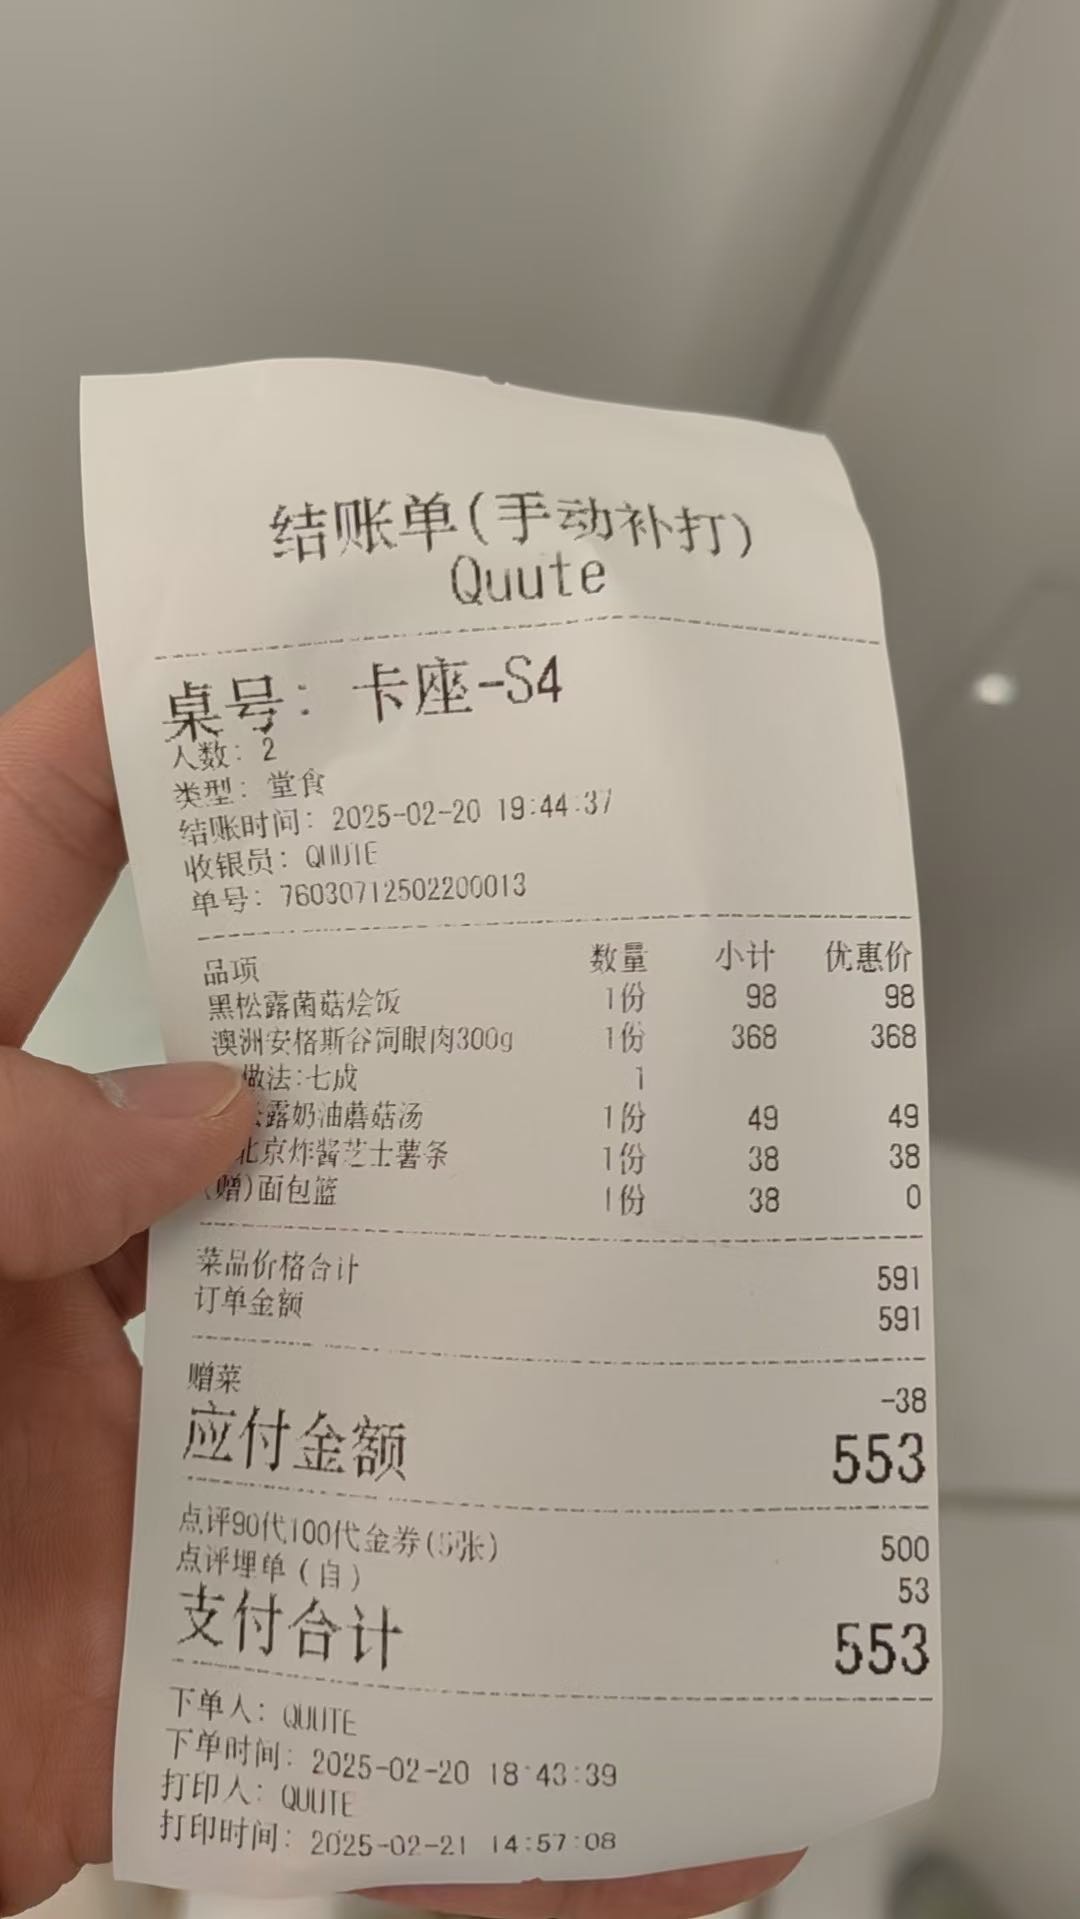 结账单(手动补打)
Quute
桌号: 卡座-S4
人数: 2
类型: 堂食
结账时间: 2025-02-20 19:44:37
收银员: QUUTE
单号: 76030712502200013
品项 数量 小计 优惠价
黑松露菌菇烩饭 1份 98 98
澳洲安格斯谷饲眼肉300g 1份 368 368
做法:七成 1
露奶油蘑菇汤 1份 49 49
北京炸酱芝士薯条 1份 38 38
(赠)面包篮 1份 38 0
菜品价格合计 591
订单金额 591
赠菜 -38
应付金额 553
点评90代100代金券(5张) 500
点评埋单(自) 53
支付合计 553
下单人: QUUTE
下单时间: 2025-02-20 18:43:39
打印人: QUUTE
打印时间: 2025-02-21 14:57:08